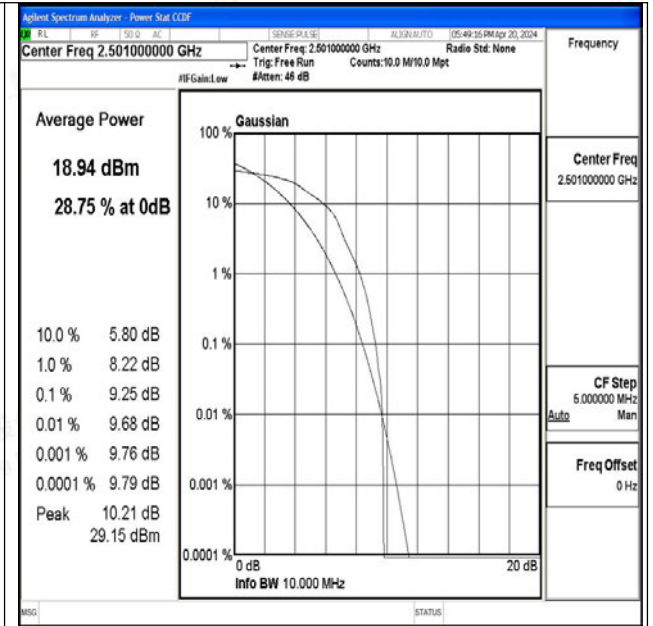 Agilent Spectrum Analyzer - Power Stat CCDF
RL RF 50 Ω AC SENSE:PULSE ALIGN AUTO 05:49:16 PM Apr 20, 2024
Center Freq 2.501000000 GHz
Center Freq: 2.501000000 GHz Radio Std: None
Trig: Free Run Counts:10.0 M/10.0 Mpt
#IFGain:Low #Atten: 46 dB
Frequency
Average Power
18.94 dBm
28.75 % at 0dB
10.0 % 5.80 dB
1.0 % 8.22 dB
0.1 % 9.25 dB
0.01 % 9.68 dB
0.001 % 9.76 dB
0.0001 % 9.79 dB
Peak 10.21 dB
29.15 dBm
Gaussian
100 %
10 %
1 %
0.1 %
0.01 %
0.001 %
0.0001 %
0 dB 20 dB
Info BW 10.000 MHz
Center Freq
2.501000000 GHz
CF Step
5.000000 MHz
Auto Man
Freq Offset
0 Hz
MSG STATUS